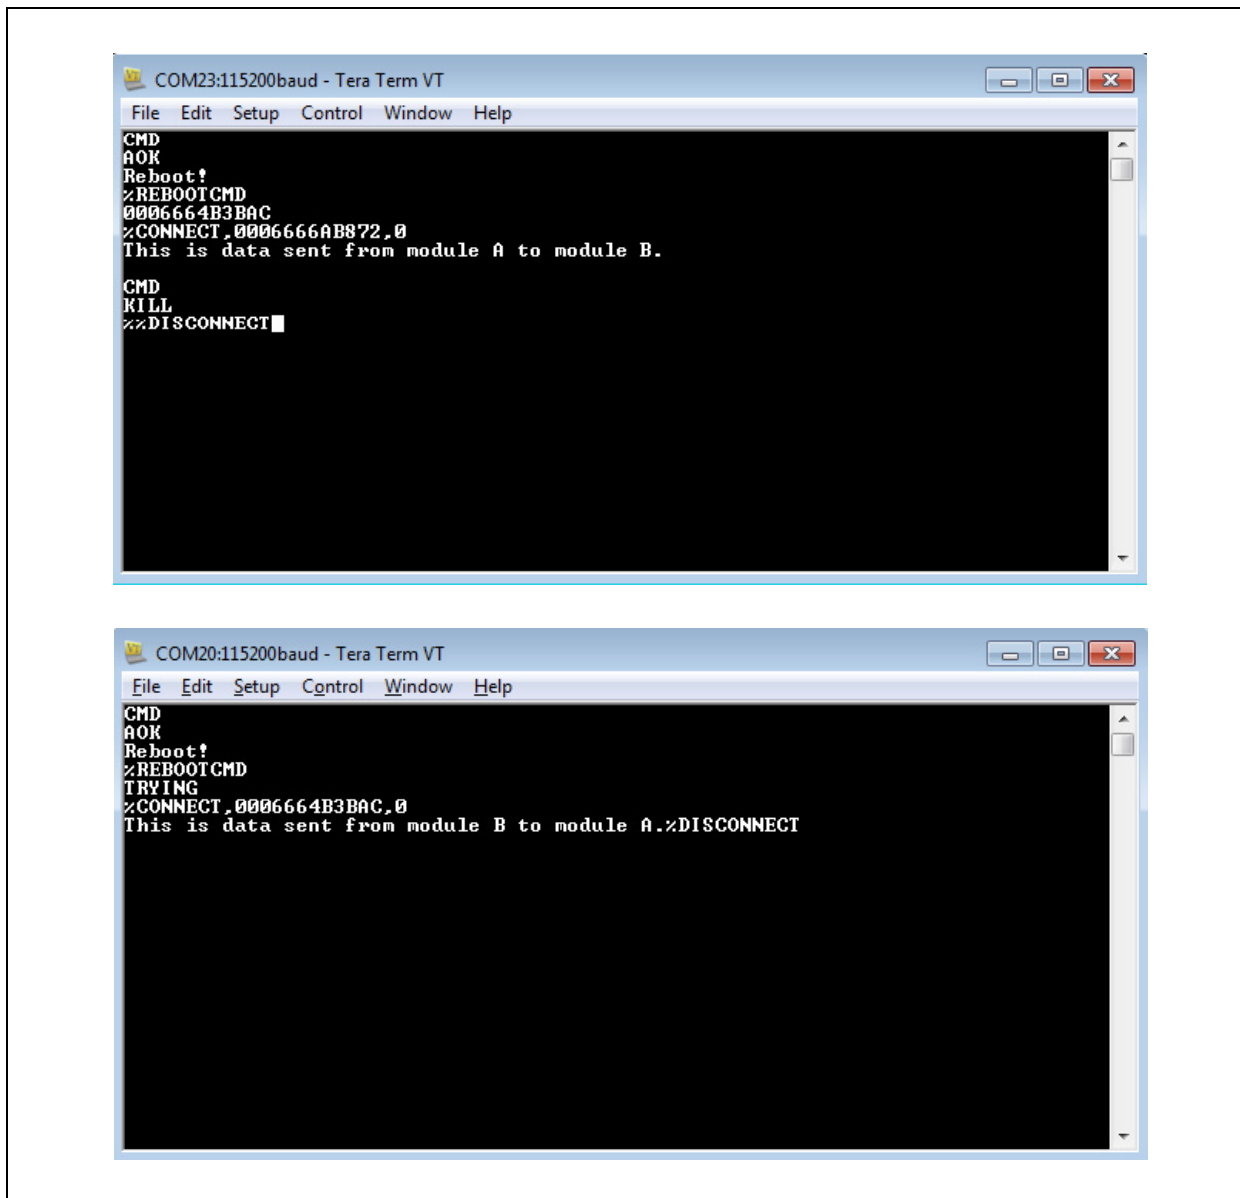 COM23:115200baud - Tera Term VT
File Edit Setup Control Window Help
CMD
AOK
Reboot!
%REBOOTCMD
0006664B3BAC
%CONNECT,0006666AB872,0
This is data sent from module A to module B.
CMD
KILL
%%DISCONNECT
COM20:115200baud - Tera Term VT
File Edit Setup Control Window Help
CMD
AOK
Reboot!
%REBOOTCMD
TRYING
%CONNECT,0006664B3BAC,0
This is data sent from module B to module A.%DISCONNECT